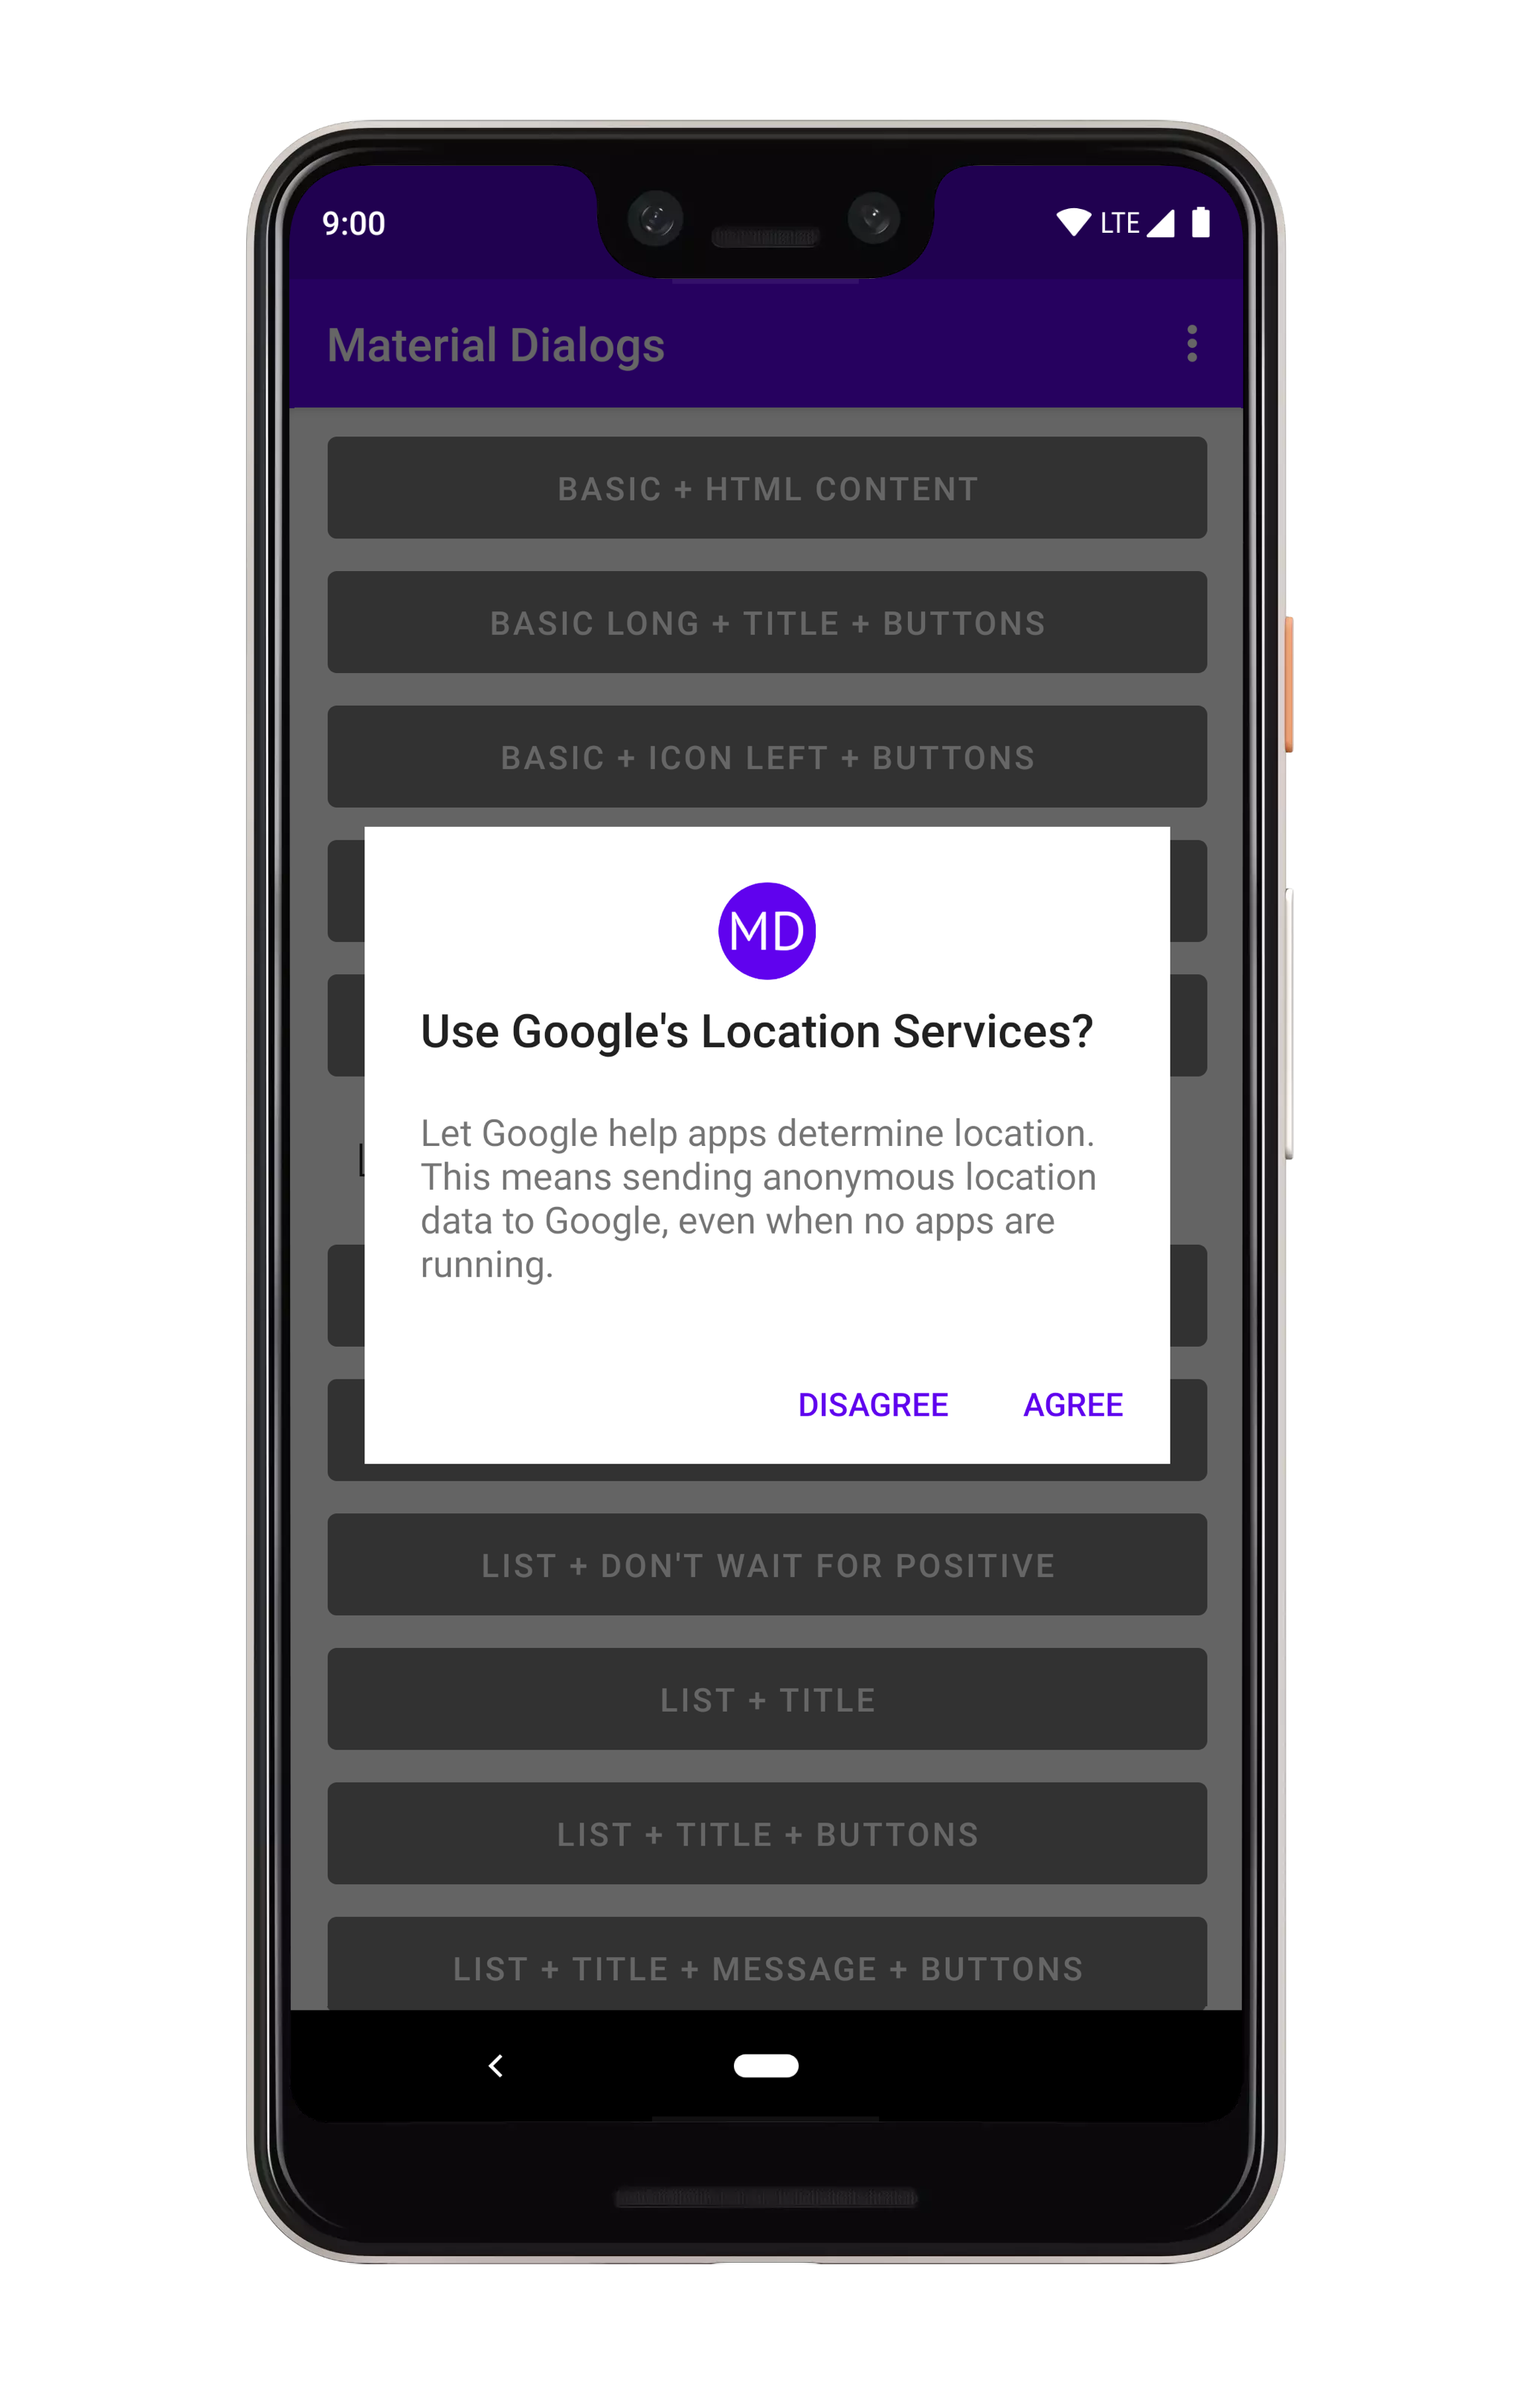 9:00
LTE
Material Dialogs
BASIC + HTML CONTENT
BASIC LONG + TITLE + BUTTONS
BASIC + ICON LEFT + BUTTONS
MD
Use Google's Location Services?
Let Google help apps determine location.
This means sending anonymous location
data to Google, even when no apps are
running.
DISAGREE AGREE
LIST + DON'T WAIT FOR POSITIVE
LIST + TITLE
LIST + TITLE + BUTTONS
LIST + TITLE + MESSAGE + BUTTONS